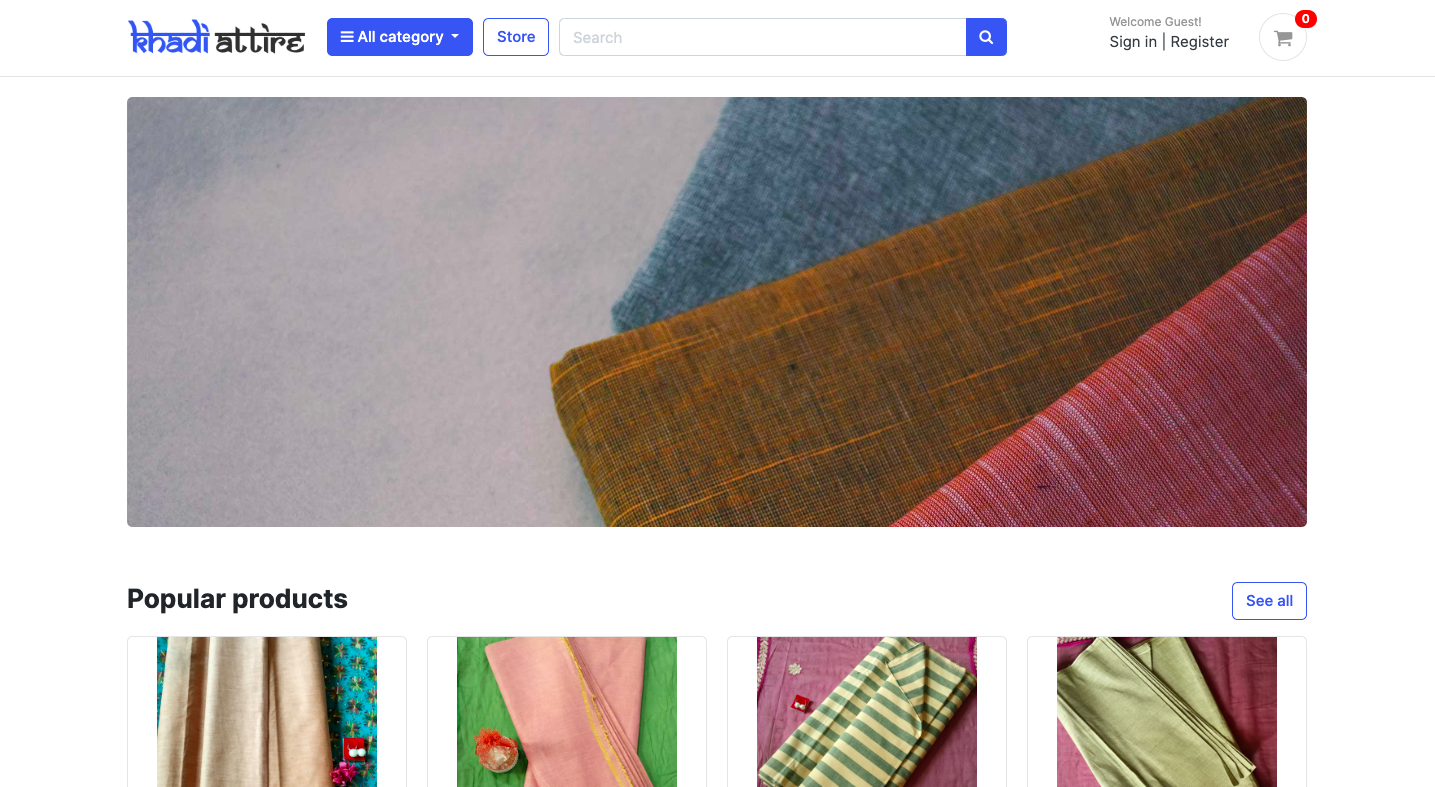 khadi attire
All category
Store
Search
Welcome Guest!
Sign in | Register
0
Popular products
See all